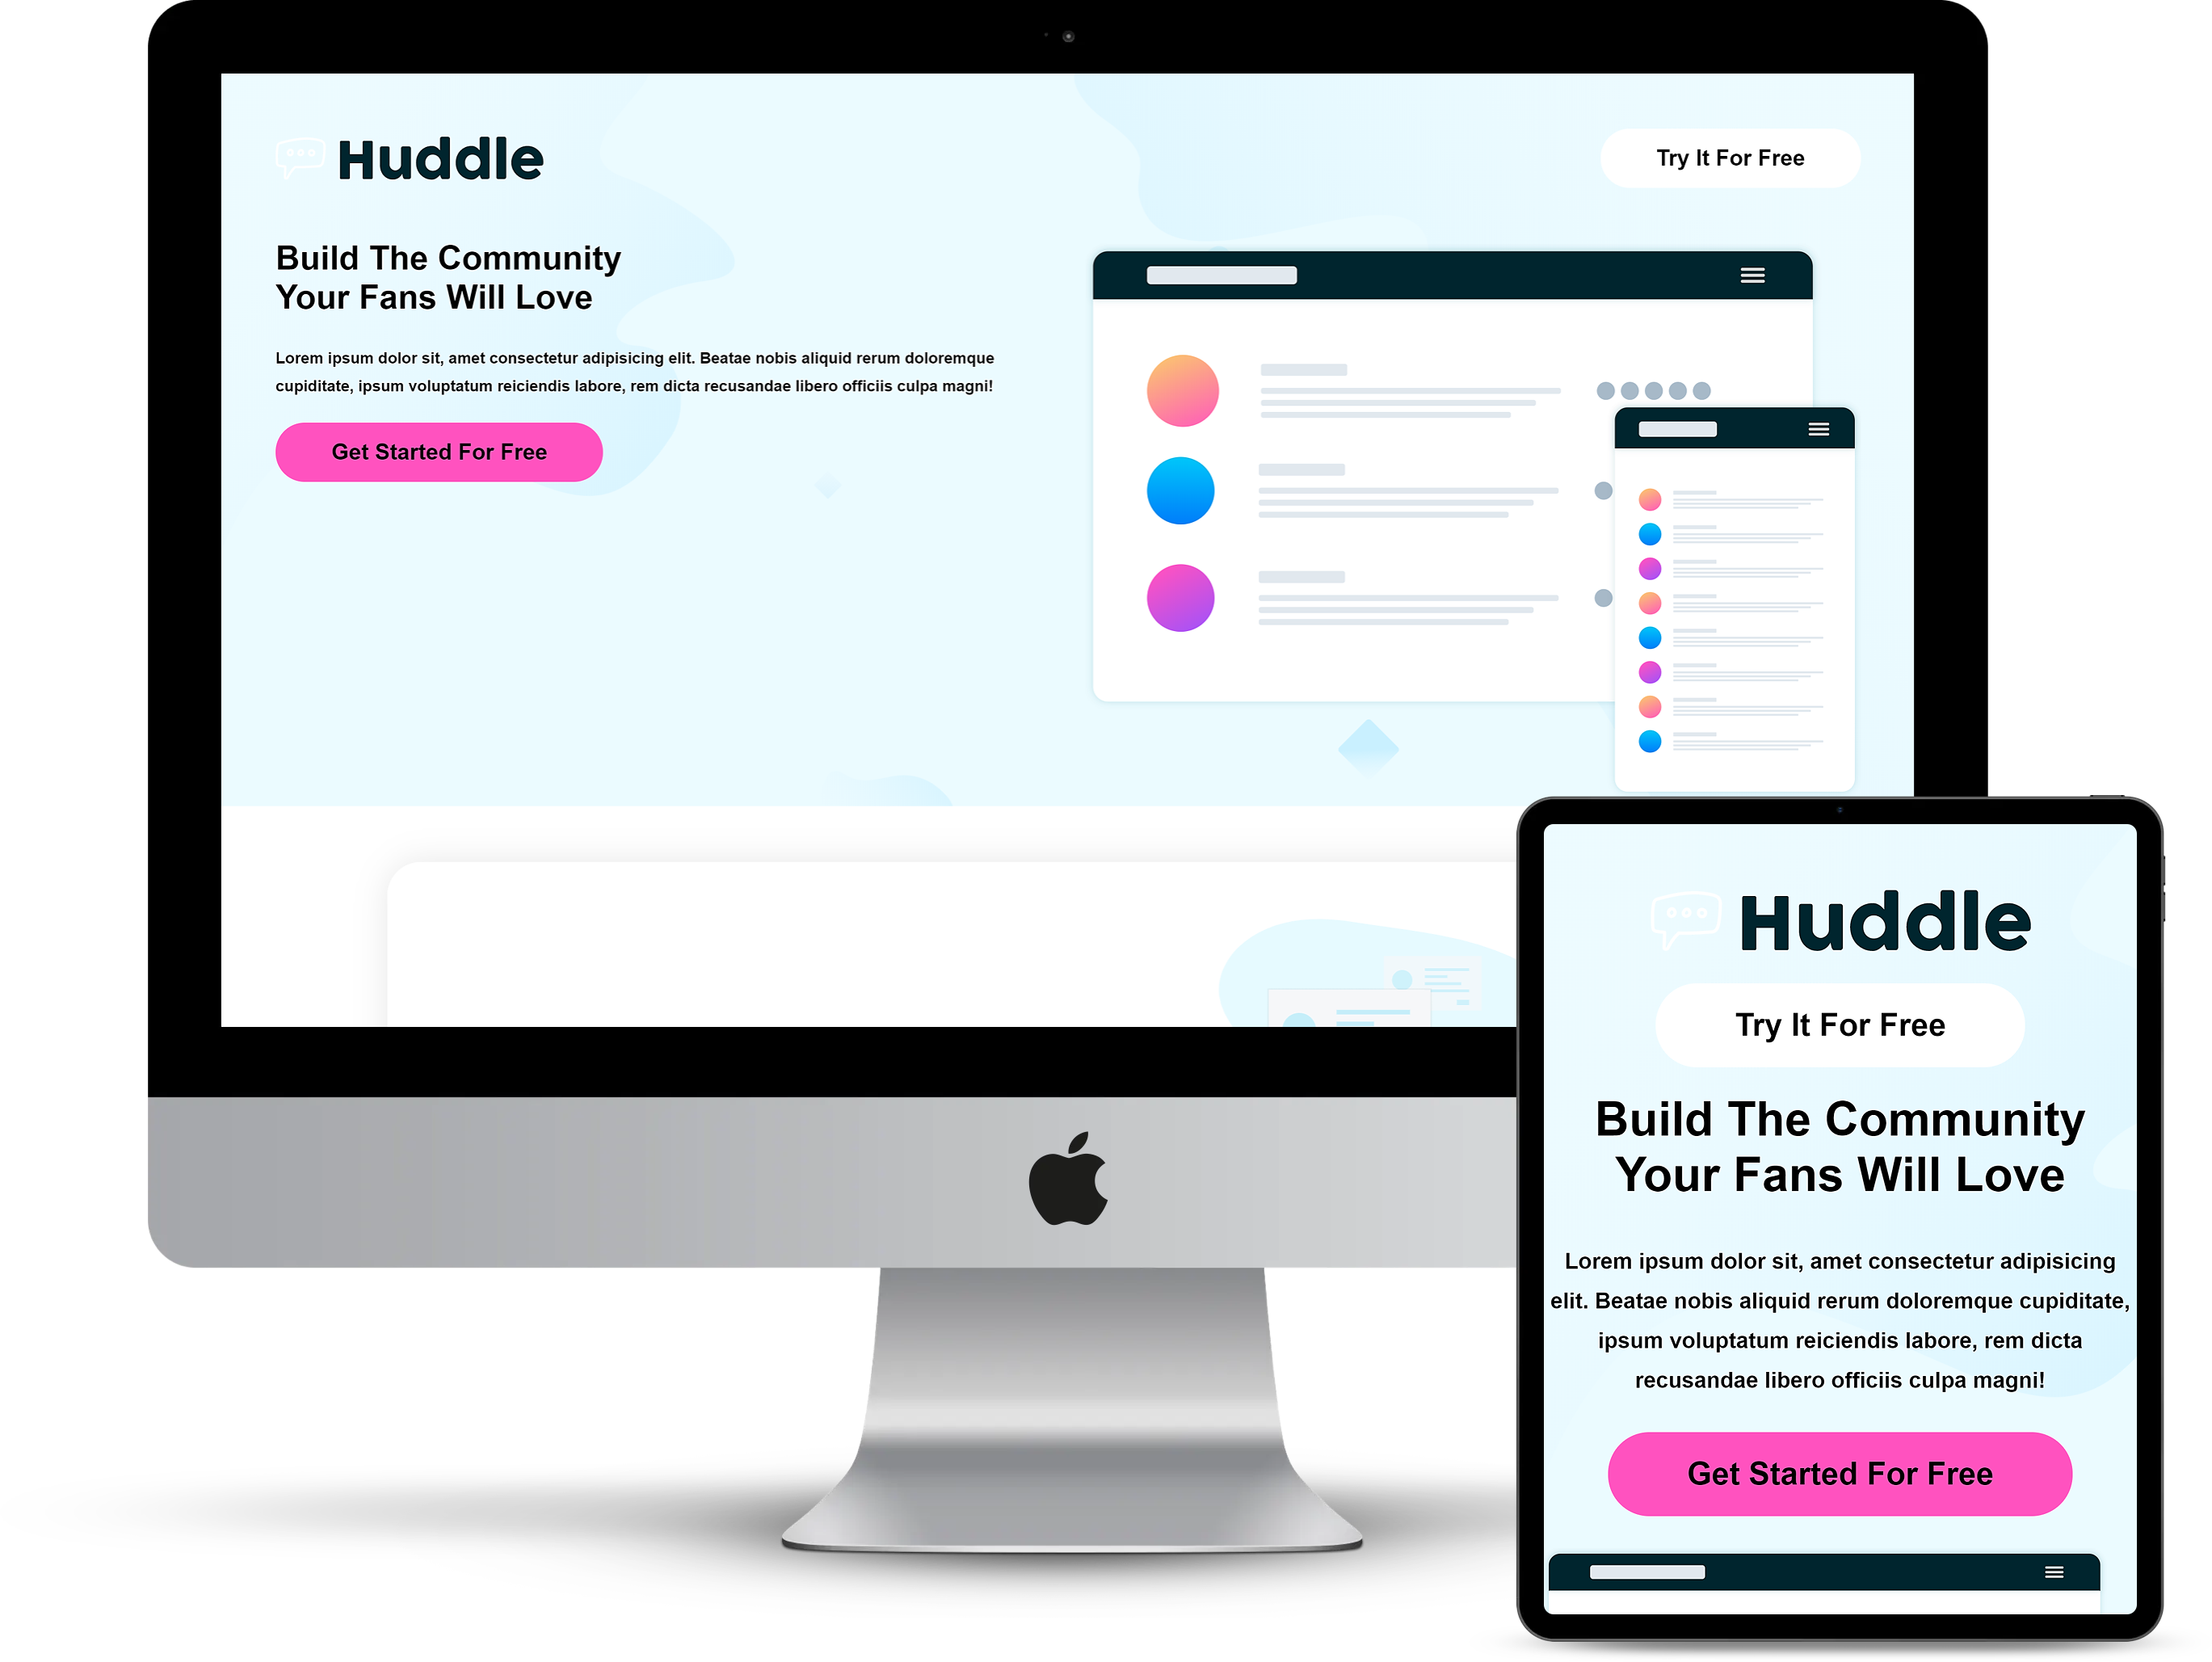 Huddle
Try It For Free
Build The Community
Your Fans Will Love
Lorem ipsum dolor sit, amet consectetur adipisicing elit. Beatae nobis aliquid rerum doloremque
cupiditate, ipsum voluptatum reiciendis labore, rem dicta recusandae libero officiis culpa magni!
Get Started For Free
Huddle
Try It For Free
Build The Community
Your Fans Will Love
Lorem ipsum dolor sit, amet consectetur adipisicing
elit. Beatae nobis aliquid rerum doloremque cupiditate,
ipsum voluptatum reiciendis labore, rem dicta
recusandae libero officiis culpa magni!
Get Started For Free